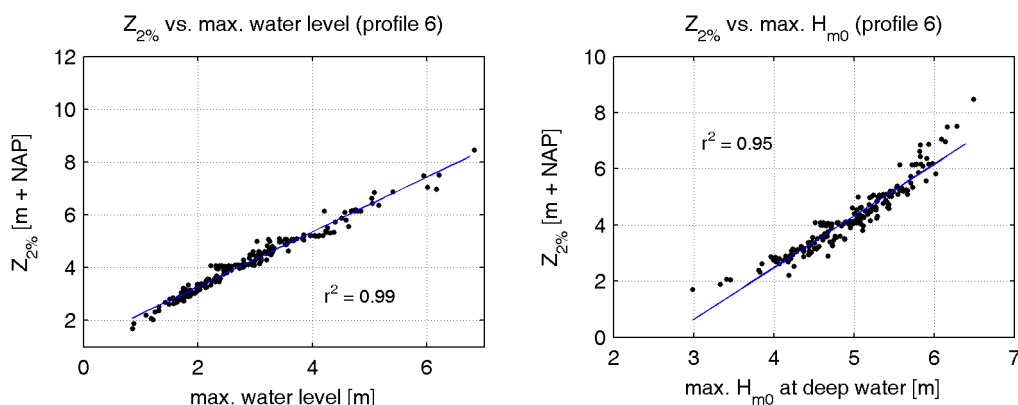 Z2% vs. max. water level (profile 6)
12
10
8
6
4
2
0
2
4
6
Z2% [m + NAP]
r² = 0.99
max. water level [m]
Z2% vs. max. Hm0 (profile 6)
10
8
6
4
2
0
2
3
4
5
6
7
Z2% [m + NAP]
r² = 0.95
max. Hm0 at deep water [m]